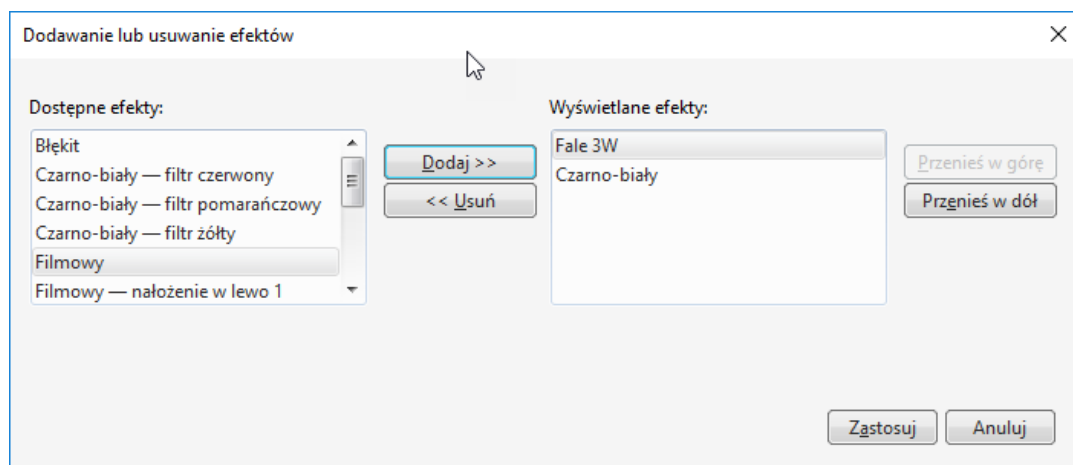 Dodawanie lub usuwanie efektów
Dostępne efekty:
Błękit
Czarno-biały — filtr czerwony
Czarno-biały — filtr pomarańczowy
Czarno-biały — filtr żółty
Filmowy
Filmowy — nałożenie w lewo 1
Dodaj >>
<< Usuń
Wyświetlane efekty:
Fale 3W
Czarno-biały
Przenieś w górę
Przenieś w dół
Zastosuj
Anuluj